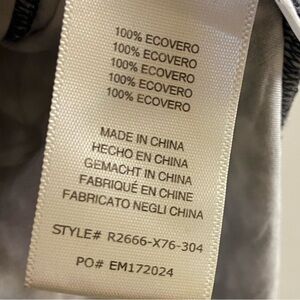 100% ECOVERO
100% ECOVERO
100% ECOVERO
100% ECOVERO
100% ECOVERO
MADE IN CHINA
HECHO EN CHINA
GEMACHT IN CHINA
FABRIQUÉ EN CHINE
FABRICATO NEGLI CHINA
STYLE# R2666-X76-304
PO# EM172024